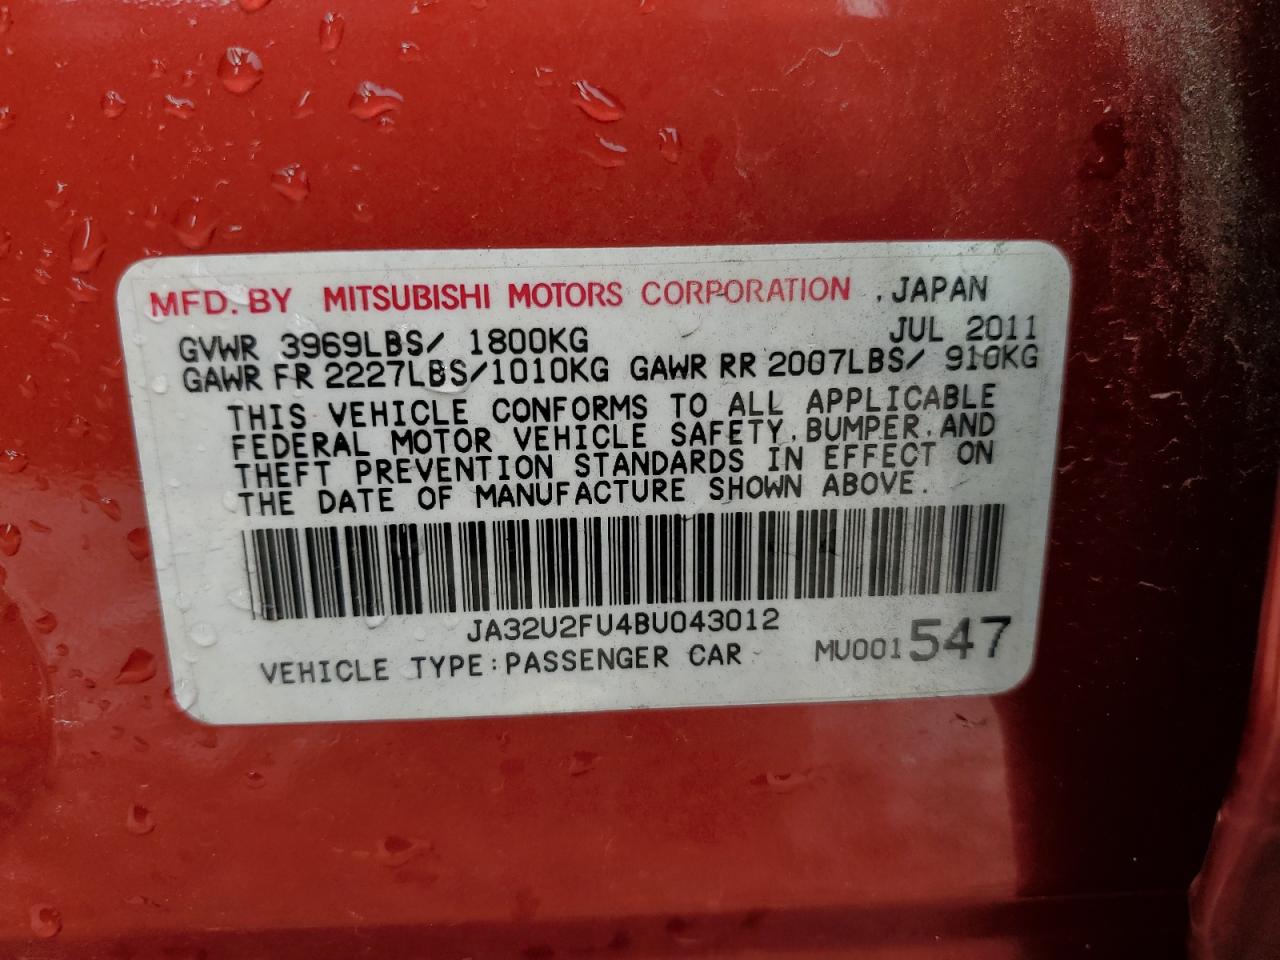 MFD. BY MITSUBISHI MOTORS CORPORATION , JAPAN
GVWR 3969LBS/ 1800KG JUL 2011
GAWR FR 2227LBS/1010KG GAWR RR 2007LBS/ 910KG
THIS VEHICLE CONFORMS TO ALL APPLICABLE
FEDERAL MOTOR VEHICLE SAFETY, BUMPER, AND
THEFT PREVENTION STANDARDS IN EFFECT ON
THE DATE OF MANUFACTURE SHOWN ABOVE.
JA32U2FU4BU043012
VEHICLE TYPE:PASSENGER CAR MU001547